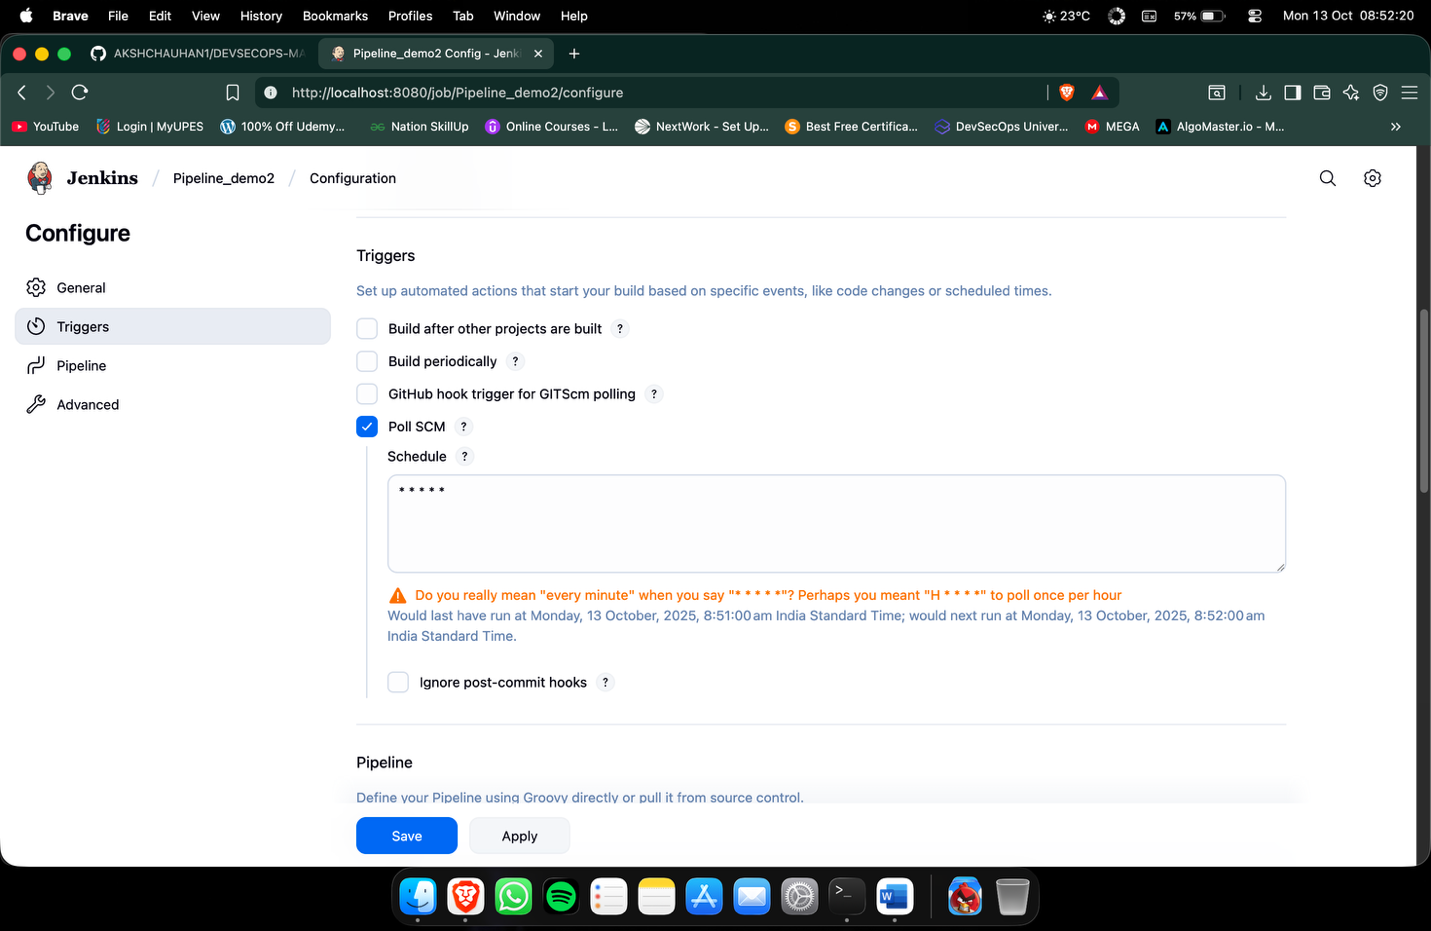 Brave File Edit View History Bookmarks Profiles Tab Window Help 23°C 57% Mon 13 Oct 08:52:20
AKSHCHAUHAN1/DEVSECOPS-MA Pipeline_demo2 Config - Jenk
http://localhost:8080/job/Pipeline_demo2/configure
YouTube Login | MyUPES 100% Off Udemy... Nation SkillUp Online Courses - L... NextWork - Set Up... Best Free Certifica... DevSecOps Univer... MEGA AlgoMaster.io - M... »
Jenkins / Pipeline_demo2 / Configuration
Configure
General
Triggers
Pipeline
Advanced
Triggers
Set up automated actions that start your build based on specific events, like code changes or scheduled times.
Build after other projects are built ?
Build periodically ?
GitHub hook trigger for GITScm polling ?
Poll SCM ?
Schedule ?
* * * * *
Do you really mean "every minute" when you say "* * * * *"? Perhaps you meant "H * * * *" to poll once per hour
Would last have run at Monday, 13 October, 2025, 8:51:00 am India Standard Time; would next run at Monday, 13 October, 2025, 8:52:00 am
India Standard Time.
Ignore post-commit hooks ?
Pipeline
Define your Pipeline using Groovy directly or pull it from source control.
Save Apply